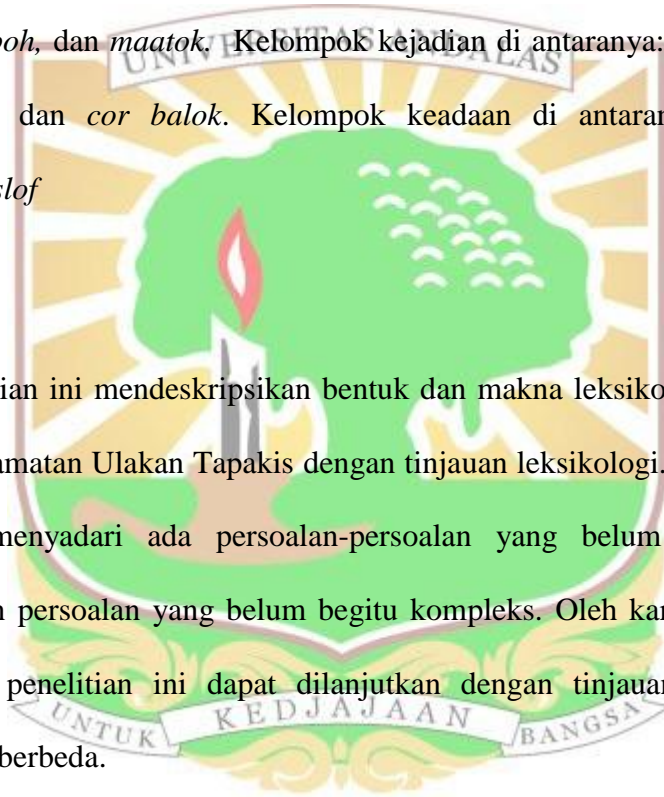 oh, dan maatok. Kelompok kejadian di antaranya:
UNIVERSITAS ANDALAS
dan cor balok. Kelompok keadaan di antaran
slof
ian ini mendeskripsikan bentuk dan makna leksiko
amatan Ulakan Tapakis dengan tinjauan leksikologi.
menyadari ada persoalan-persoalan yang belum
n persoalan yang belum begitu kompleks. Oleh kar
penelitian ini dapat dilanjutkan dengan tinjauan
UNTUK KEDJAJAAN BANGSA
berbeda.